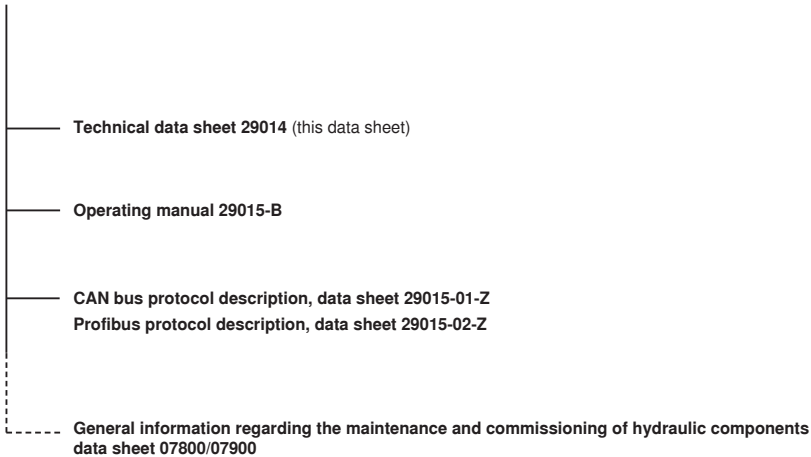 Technical data sheet 29014 (this data sheet)
Operating manual 29015-B
CAN bus protocol description, data sheet 29015-01-Z
Profibus protocol description, data sheet 29015-02-Z
General information regarding the maintenance and commissioning of hydraulic components
data sheet 07800/07900